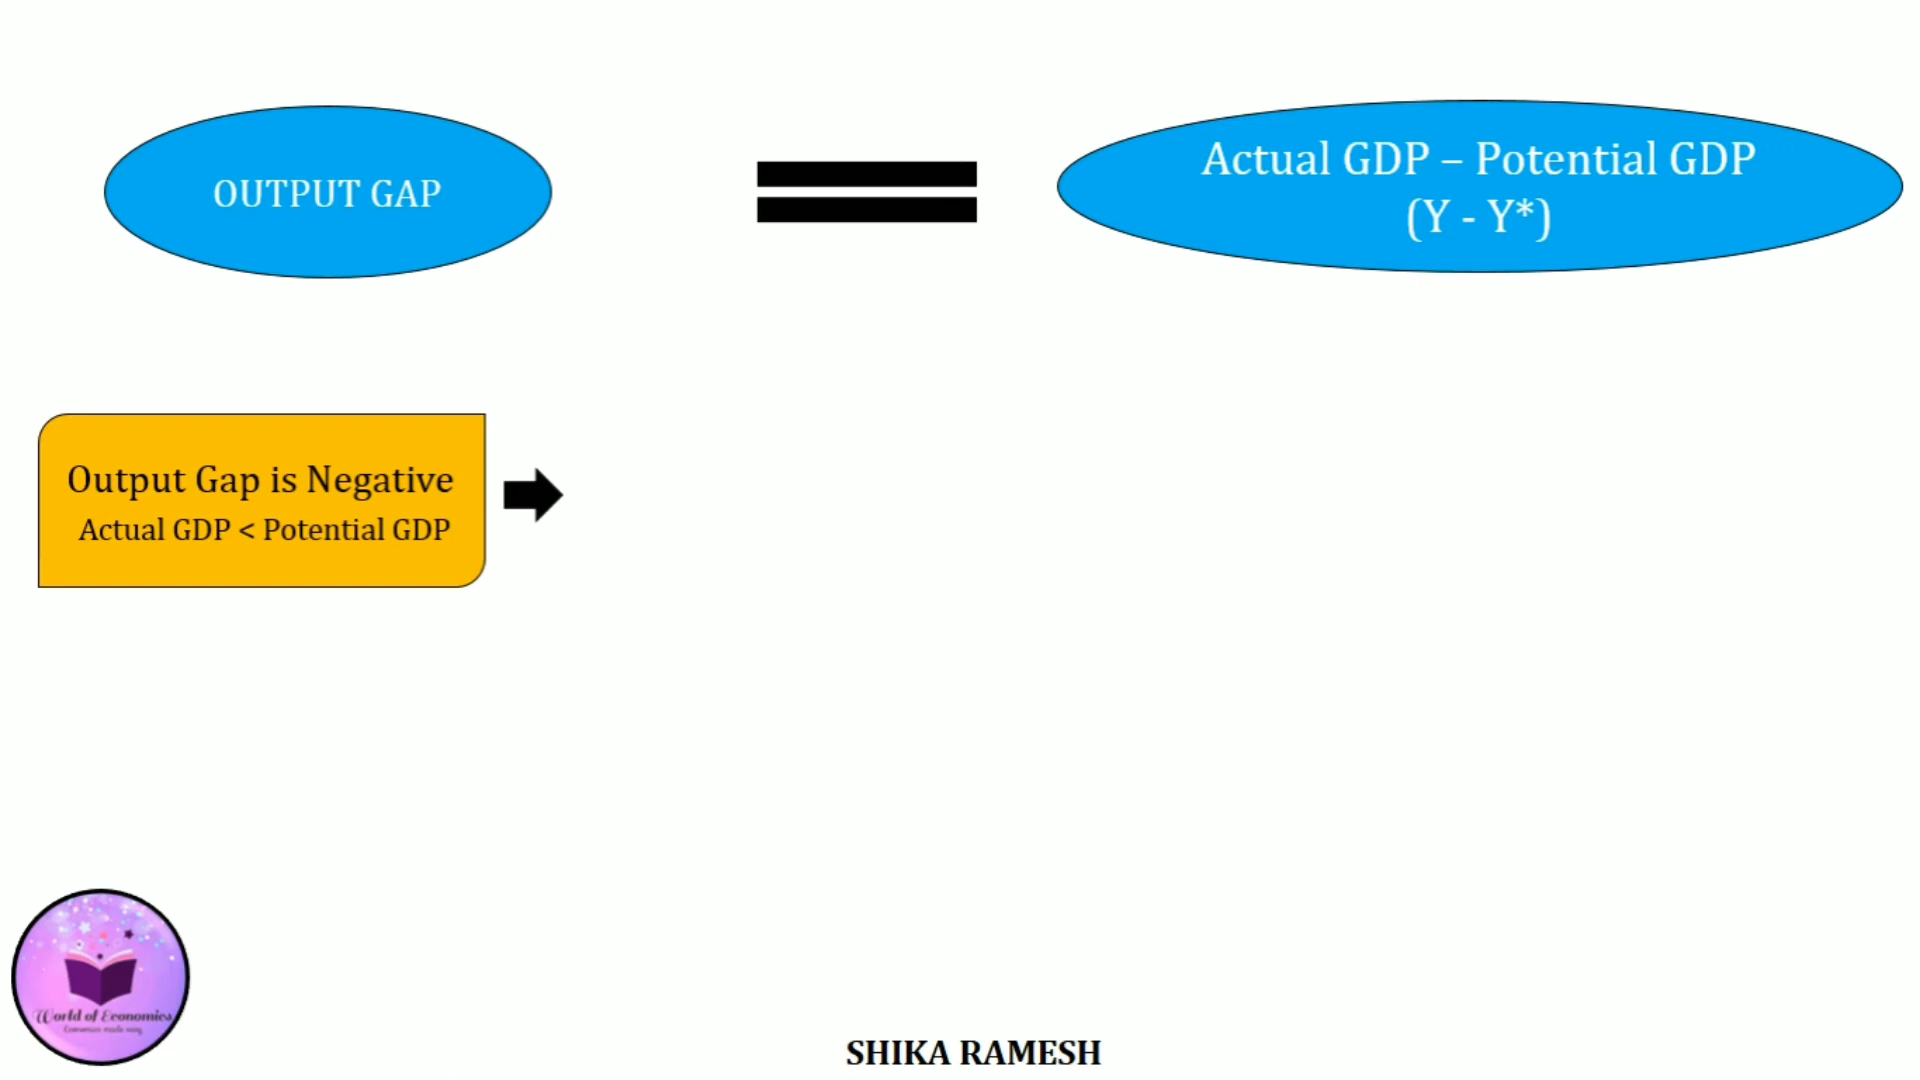 OUTPUT GAP
Actual GDP – Potential GDP
(Y - Y*)
Output Gap is Negative
Actual GDP < Potential GDP
World of Economics
SHIKA RAMESH